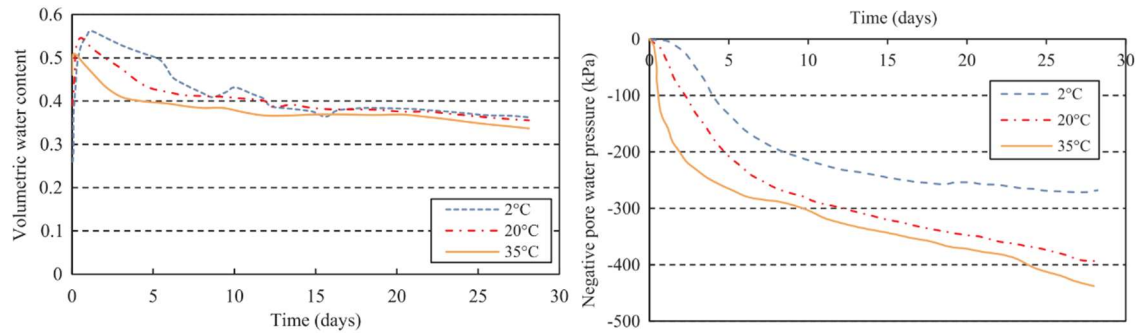 0.6
0.5
0.4
0.3
0.2
0.1
0
Volumetric water content
2°C
20°C
35°C
0 5 10 15 20 25 30
Time (days)
Time (days)
0 5 10 15 20 25 30
0
-100
-200
-300
-400
-500
Negative pore water pressure (kPa)
2°C
20°C
35°C